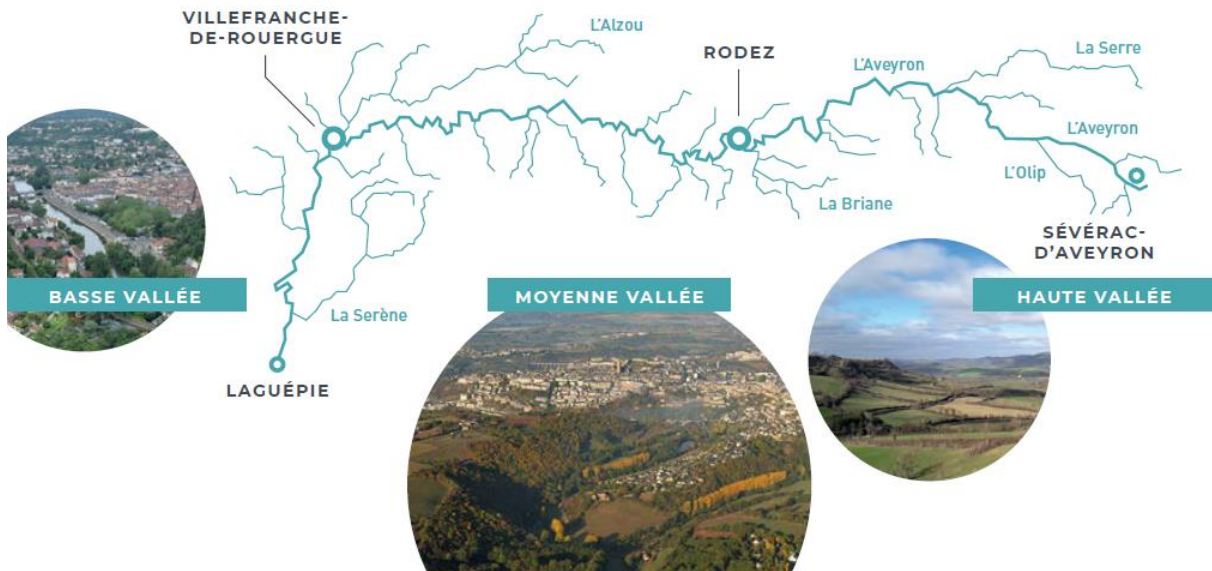 VILLEFRANCHE-
DE-ROUERGUE
L'Alzou
RODEZ
L'Aveyron
La Serre
L'Aveyron
L'Olip
La Briane
SÉVÉRAC-
D'AVEYRON
BASSE VALLÉE
MOYENNE VALLÉE
HAUTE VALLÉE
La Serène
LAGUÉPIE